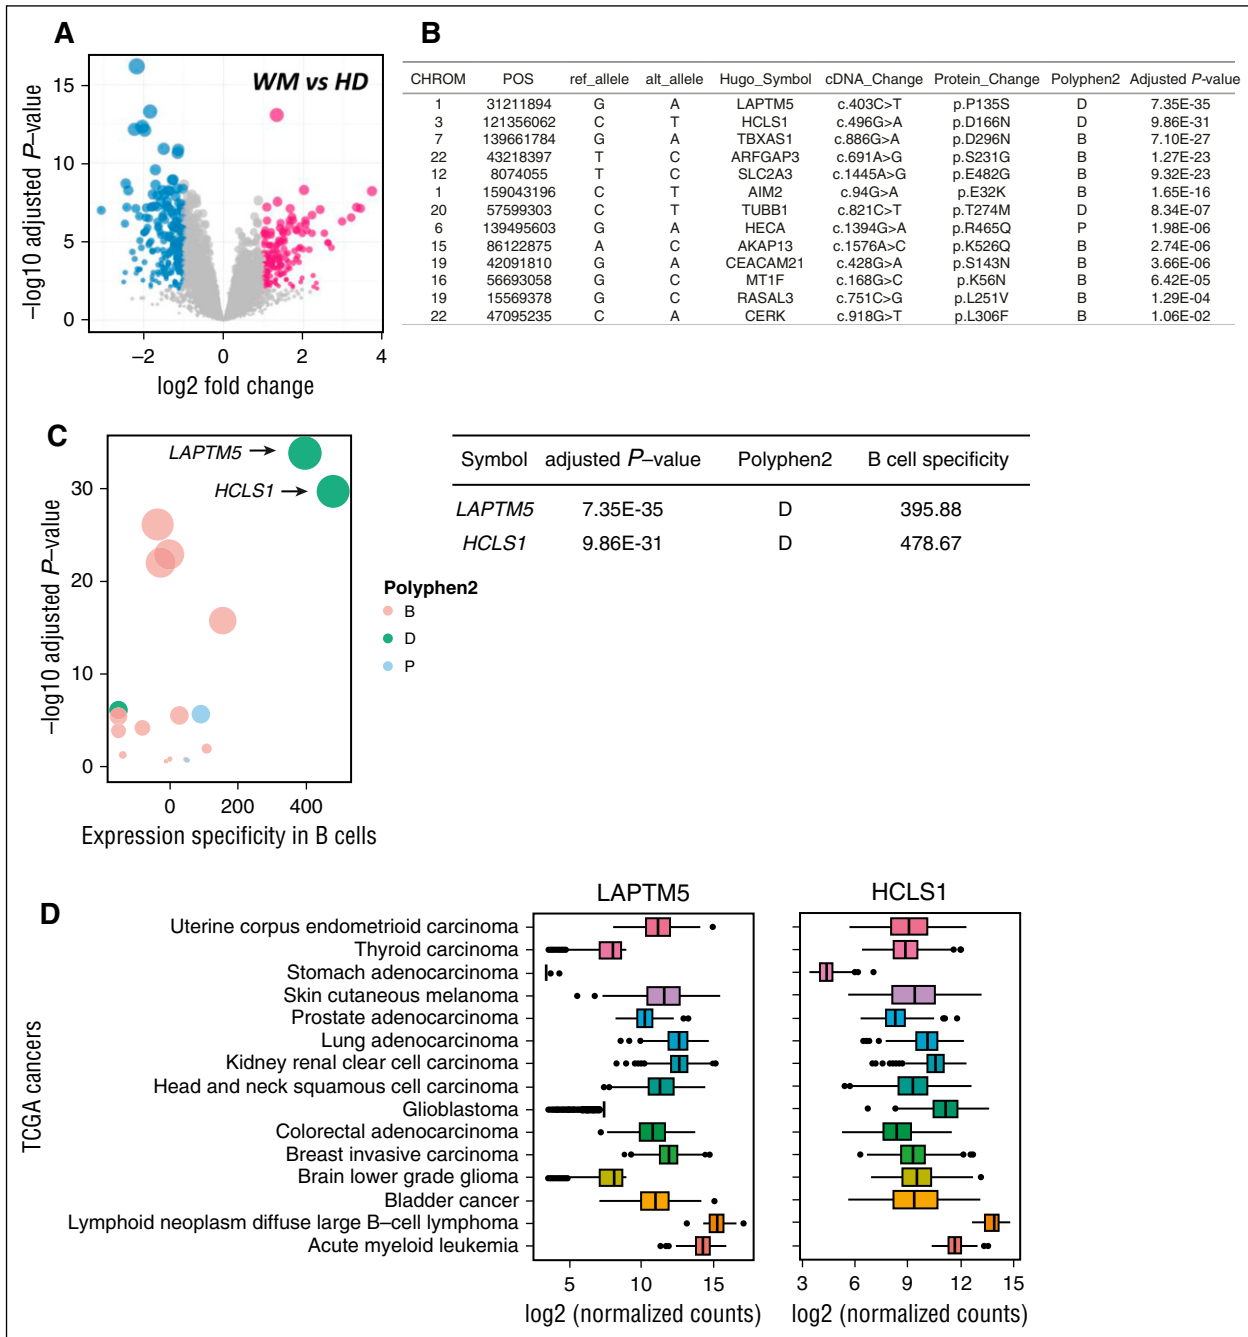 A
WM vs HD
–log10 adjusted P–value
15
10
5
0
–2
0
2
4
log2 fold change
B
CHROM POS ref_allele alt_allele Hugo_Symbol cDNA_Change Protein_Change Polyphen2 Adjusted P-value
1 31211894 G A LAPTM5 c.403C>T p.P135S D 7.35E-35
3 121356062 C T HCLS1 c.496G>A p.D166N D 9.86E-31
7 139661784 G A TBXAS1 c.886G>A p.D296N B 7.10E-27
22 43218397 T C ARFGAP3 c.691A>G p.S231G B 1.27E-23
12 8074055 T C SLC2A3 c.1445A>G p.E482G B 9.32E-23
1 159043196 C T AIM2 c.94G>A p.E32K B 1.65E-16
20 57599303 C T TUBB1 c.821C>T p.T274M D 8.34E-07
6 139495603 G A HECA c.1394G>A p.R465Q P 1.98E-06
15 86122875 A C AKAP13 c.1576A>C p.K526Q B 2.74E-06
19 42091810 G A CEACAM21 c.428G>A p.S143N B 3.66E-06
16 56693058 G C MT1F c.168G>C p.K56N B 6.42E-05
19 15569378 G C RASAL3 c.751C>G p.L251V B 1.29E-04
22 47095235 C A CERK c.918G>T p.L306F B 1.06E-02
C
LAPTM5
HCLS1
–log10 adjusted P–value
30
20
10
0
0
200
400
Expression specificity in B cells
Polyphen2
B
D
P
Symbol adjusted P–value Polyphen2 B cell specificity
LAPTM5 7.35E-35 D 395.88
HCLS1 9.86E-31 D 478.67
D
LAPTM5
HCLS1
TCGA cancers
Uterine corpus endometrioid carcinoma
Thyroid carcinoma
Stomach adenocarcinoma
Skin cutaneous melanoma
Prostate adenocarcinoma
Lung adenocarcinoma
Kidney renal clear cell carcinoma
Head and neck squamous cell carcinoma
Glioblastoma
Colorectal adenocarcinoma
Breast invasive carcinoma
Brain lower grade glioma
Bladder cancer
Lymphoid neoplasm diffuse large B–cell lymphoma
Acute myeloid leukemia
5
10
15
log2 (normalized counts)
3
6
9
12
15
log2 (normalized counts)